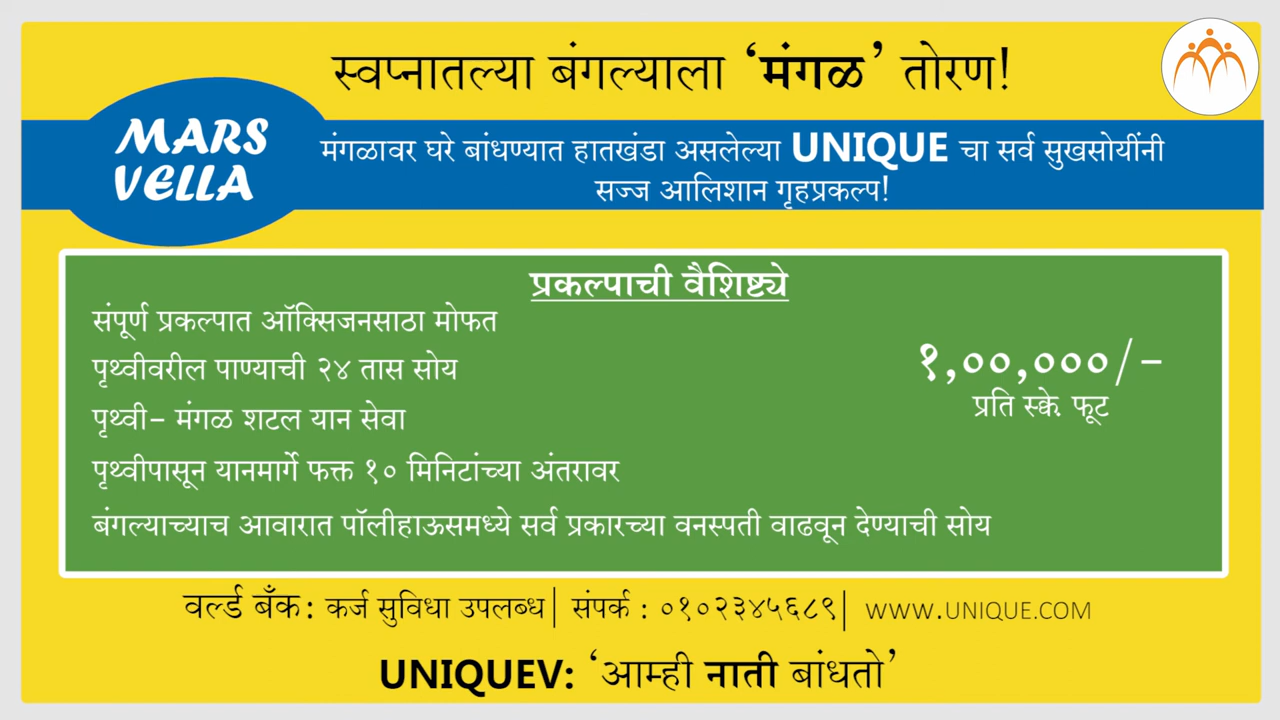 स्वप्नातल्या बंगल्याला ‘मंगळ’ तोरण!
MARS
VELLA
मंगळावर घरे बांधण्यात हातखंडा असलेल्या UNIQUE चा सर्व सुखसोयींनी
सज्ज आलिशान गृहप्रकल्प!
प्रकल्पाची वैशिष्ट्ये
संपूर्ण प्रकल्पात ऑक्सिजनसाठा मोफत
पृथ्वीवरील पाण्याची २४ तास सोय
पृथ्वी- मंगळ शटल यान सेवा
पृथ्वीपासून यानमार्गे फक्त १० मिनिटांच्या अंतरावर
बंगल्याच्याच आवारात पॉलीहाऊसमध्ये सर्व प्रकारच्या वनस्पती वाढवून देण्याची सोय
१,००,०००/-
प्रति स्के. फूट
वर्ल्ड बँक: कर्ज सुविधा उपलब्ध| संपर्क : ०१०२३४५६८९| WWW.UNIQUE.COM
UNIQUEV: ‘आम्ही नाती बांधतो’